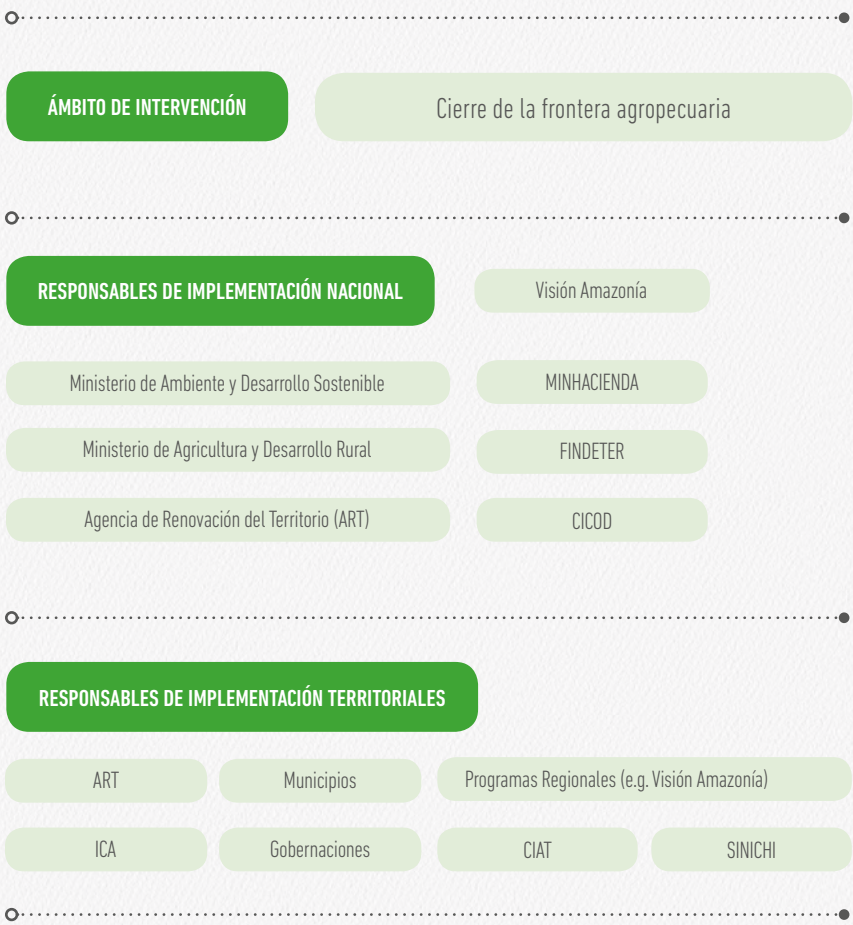 ÁMBITO DE INTERVENCIÓN
Cierre de la frontera agropecuaria
RESPONSABLES DE IMPLEMENTACIÓN NACIONAL
Visión Amazonía
Ministerio de Ambiente y Desarrollo Sostenible
MINHACIENDA
Ministerio de Agricultura y Desarrollo Rural
FINDETER
Agencia de Renovación del Territorio (ART)
CICOD
RESPONSABLES DE IMPLEMENTACIÓN TERRITORIALES
ART
Municipios
Programas Regionales (e.g. Visión Amazonía)
ICA
Gobernaciones
CIAT
SINICHI